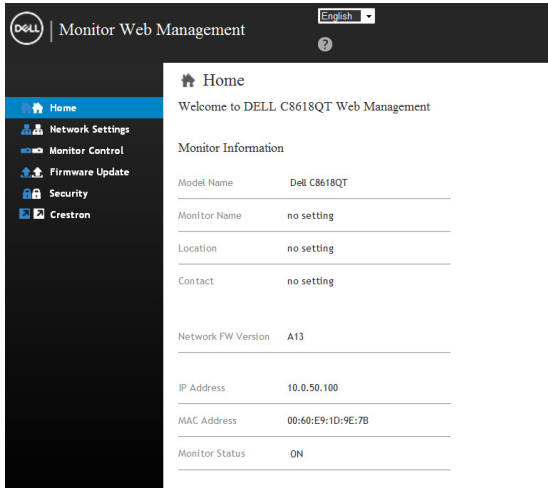 DELL | Monitor Web Management
English
?
Home
Network Settings
Monitor Control
Firmware Update
Security
Crestron
Home
Welcome to DELL C8618QT Web Management
Monitor Information
Model Name Dell C8618QT
Monitor Name no setting
Location no setting
Contact no setting
Network FW Version A13
IP Address 10.0.50.100
MAC Address 00:60:E9:1D:9E:7B
Monitor Status ON